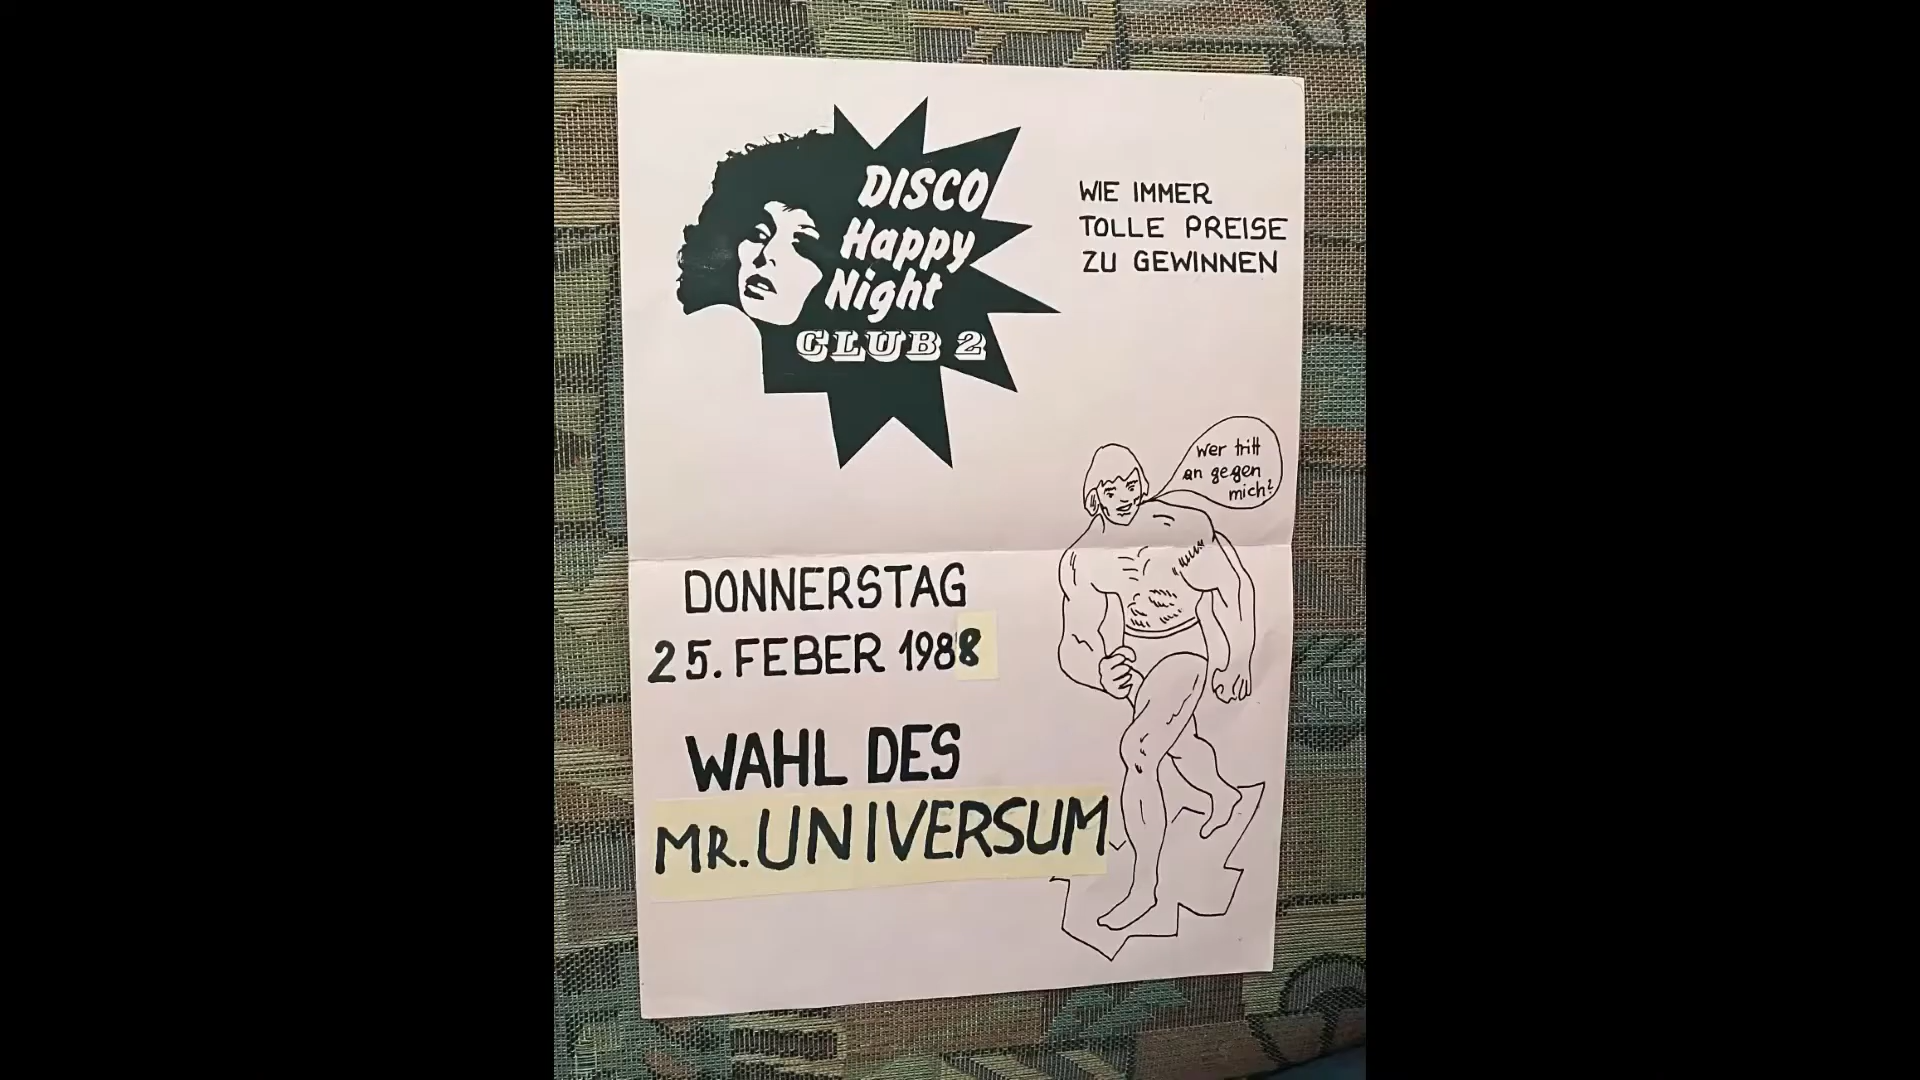 DISCO
Happy
Night
CLUB 2
WIE IMMER
TOLLE PREISE
ZU GEWINNEN
wer tritt
an gegen
mich?
DONNERSTAG
25. FEBER 1988
WAHL DES
MR. UNIVERSUM